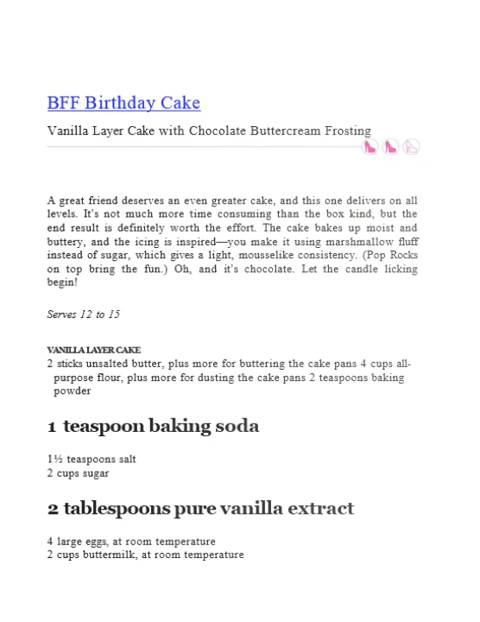 BFF Birthday Cake
Vanilla Layer Cake with Chocolate Buttercream Frosting
A great friend deserves an even greater cake, and this one delivers on all
levels. It’s not much more time consuming than the box kind, but the
end result is definitely worth the effort. The cake bakes up moist and
buttery, and the icing is inspired—you make it using marshmallow fluff
instead of sugar, which gives a light, mousselike consistency. (Pop Rocks
on top bring the fun.) Oh, and it’s chocolate. Let the candle licking
begin!
Serves 12 to 15
VANILLA LAYER CAKE
2 sticks unsalted butter, plus more for buttering the cake pans 4 cups all-
purpose flour, plus more for dusting the cake pans 2 teaspoons baking
powder
1 teaspoon baking soda
1½ teaspoons salt
2 cups sugar
2 tablespoons pure vanilla extract
4 large eggs, at room temperature
2 cups buttermilk, at room temperature